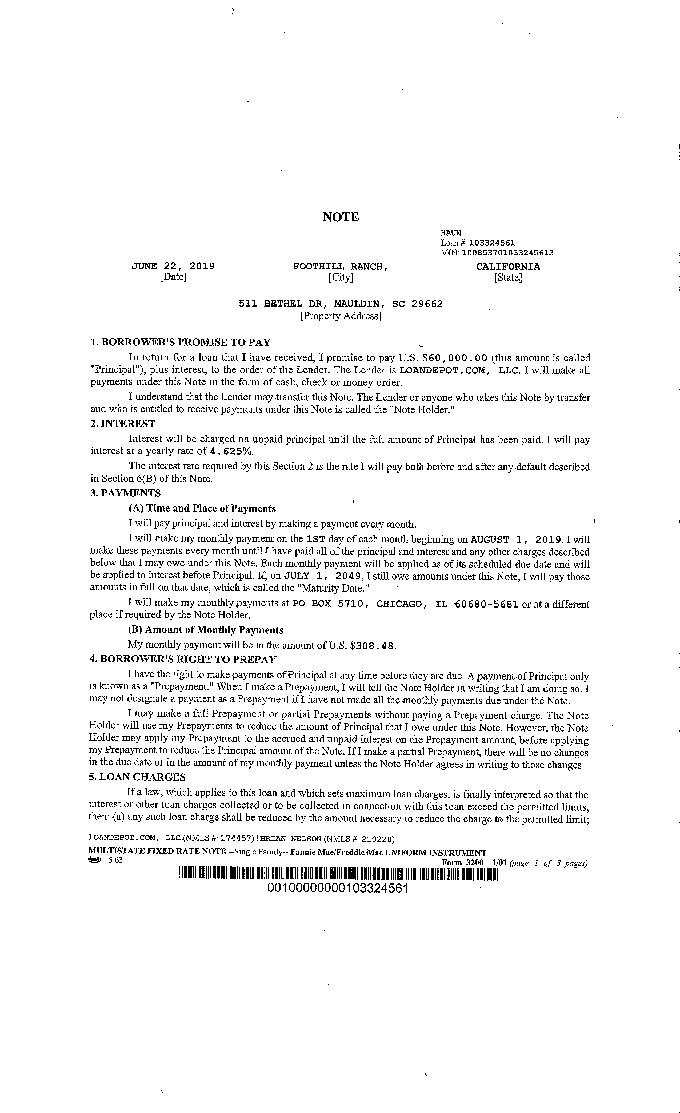 NOTE
Loan # 103324561
MIN: 100853701033245613
JUNE 22, 2019 FOOTHILL RANCH, CALIFORNIA
[Date] [City] [State]
511 BETHEL DR, MAULDIN, SC 29662
[Property Address]
1. BORROWER'S PROMISE TO PAY
In return for a loan that I have received, I promise to pay U.S. $60,000.00 (this amount is called
"Principal"), plus interest, to the order of the Lender. The Lender is LOANDEPOT.COM, LLC. I will make all
payments under this Note in the form of cash, check or money order.
I understand that the Lender may transfer this Note. The Lender or anyone who takes this Note by transfer
and who is entitled to receive payments under this Note is called the "Note Holder."
2. INTEREST
Interest will be charged on unpaid principal until the full amount of Principal has been paid. I will pay
interest at a yearly rate of 4.625%.
The interest rate required by this Section 2 is the rate I will pay both before and after any default described
in Section 6(B) of this Note.
3. PAYMENTS
(A) Time and Place of Payments
I will pay principal and interest by making a payment every month.
I will make my monthly payment on the 1ST day of each month beginning on AUGUST 1, 2019. I will
make these payments every month until I have paid all of the principal and interest and any other charges described
below that I may owe under this Note. Each monthly payment will be applied as of its scheduled due date and will
be applied to interest before Principal. If, on JULY 1, 2049, I still owe amounts under this Note, I will pay those
amounts in full on that date, which is called the "Maturity Date."
I will make my monthly payments at PO BOX 5710, CHICAGO, IL 60680-5681 or at a different
place if required by the Note Holder.
(B) Amount of Monthly Payments
My monthly payment will be in the amount of U.S. $308.48.
4. BORROWER'S RIGHT TO PREPAY
I have the right to make payments of Principal at any time before they are due. A payment of Principal only
is known as a "Prepayment." When I make a Prepayment, I will tell the Note Holder in writing that I am doing so. I
may not designate a payment as a Prepayment if I have not made all the monthly payments due under the Note.
I may make a full Prepayment or partial Prepayments without paying a Prepayment charge. The Note
Holder will use my Prepayments to reduce the amount of Principal that I owe under this Note. However, the Note
Holder may apply my Prepayment to the accrued and unpaid interest on the Prepayment amount, before applying
my Prepayment to reduce the Principal amount of the Note. If I make a partial Prepayment, there will be no changes
in the due date or in the amount of my monthly payment unless the Note Holder agrees in writing to those changes.
5. LOAN CHARGES
If a law, which applies to this loan and which sets maximum loan charges, is finally interpreted so that the
interest or other loan charges collected or to be collected in connection with this loan exceed the permitted limits,
then: (a) any such loan charge shall be reduced by the amount necessary to reduce the charge to the permitted limit;
LOANDEPOT.COM, LLC (NMLS #: 174457) BRIAN NELSON (NMLS #: 219220)
MULTISTATE FIXED RATE NOTE--Single Family--Fannie Mae/Freddie Mac UNIFORM INSTRUMENT
Form 3200 1/01 (page 1 of 3 pages)
00100000000103324561